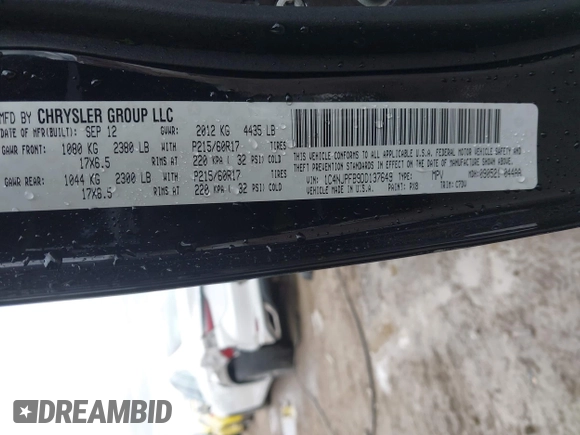 MFD BY CHRYSLER GROUP LLC
DATE OF MFR(BUILT): SEP 12 GVWR: 2012 KG 4435 LB
GAWR FRONT: 1080 KG 2380 LB P215/60R17 TIRES
17X6.5 RIMS AT 220 KPA ( 32 PSI) COLD
GAWR REAR: 1044 KG 2300 LB P215/60R17 TIRES
17X6.5 RIMS AT 220 KPA ( 32 PSI) COLD
THIS VEHICLE CONFORMS TO ALL APPLICABLE U.S.A. FEDERAL MOTOR VEHICLE SAFETY AND
THEFT PREVENTION STANDARDS IN EFFECT ON THE DATE OF MANUFACTURE SHOWN ABOVE.
VIN: TYPE: MPV MDH:
VEHICLE MADE IN U.S.A. PAINT: PXB TRIM:
DREAMBID